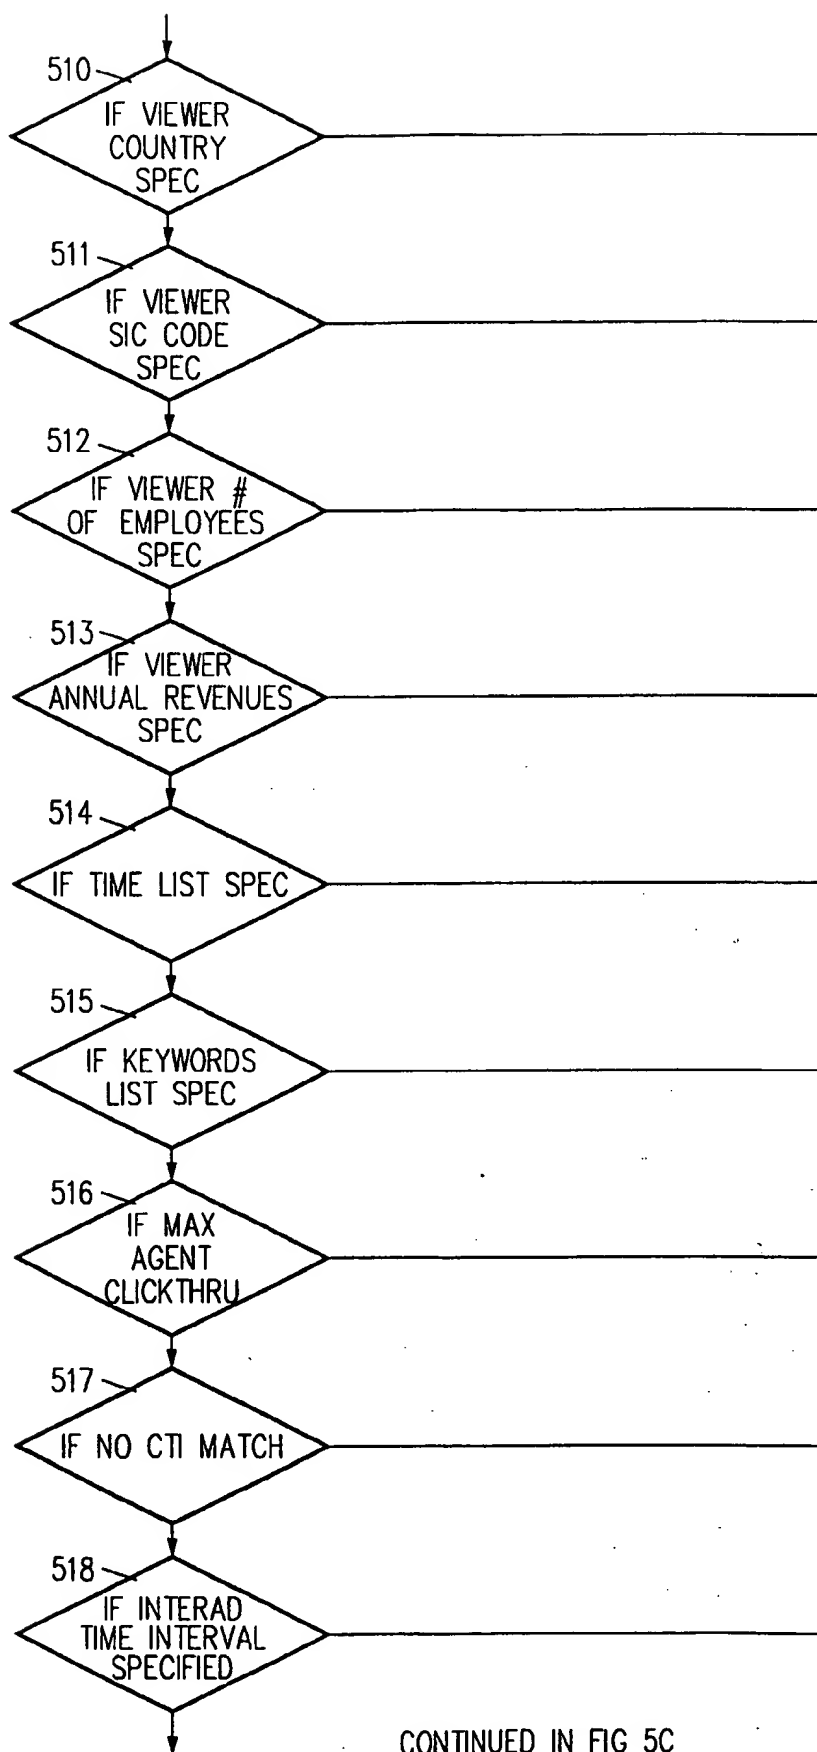 510
IF VIEWER
COUNTRY
SPEC
511
IF VIEWER
SIC CODE
SPEC
512
IF VIEWER #
OF EMPLOYEES
SPEC
513
IF VIEWER
ANNUAL REVENUES
SPEC
514
IF TIME LIST SPEC
515
IF KEYWORDS
LIST SPEC
516
IF MAX
AGENT
CLICKTHRU
517
IF NO CTI MATCH
518
IF INTERAD
TIME INTERVAL
SPECIFIED
CONTINUED IN FIG 5C